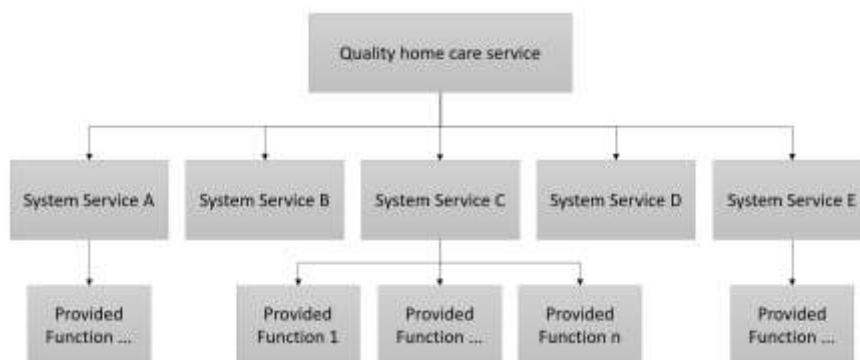 Quality home care service
System Service A
System Service B
System Service C
System Service D
System Service E
Provided
Function ...
Provided
Function 1
Provided
Function ...
Provided
Function n
Provided
Function ...